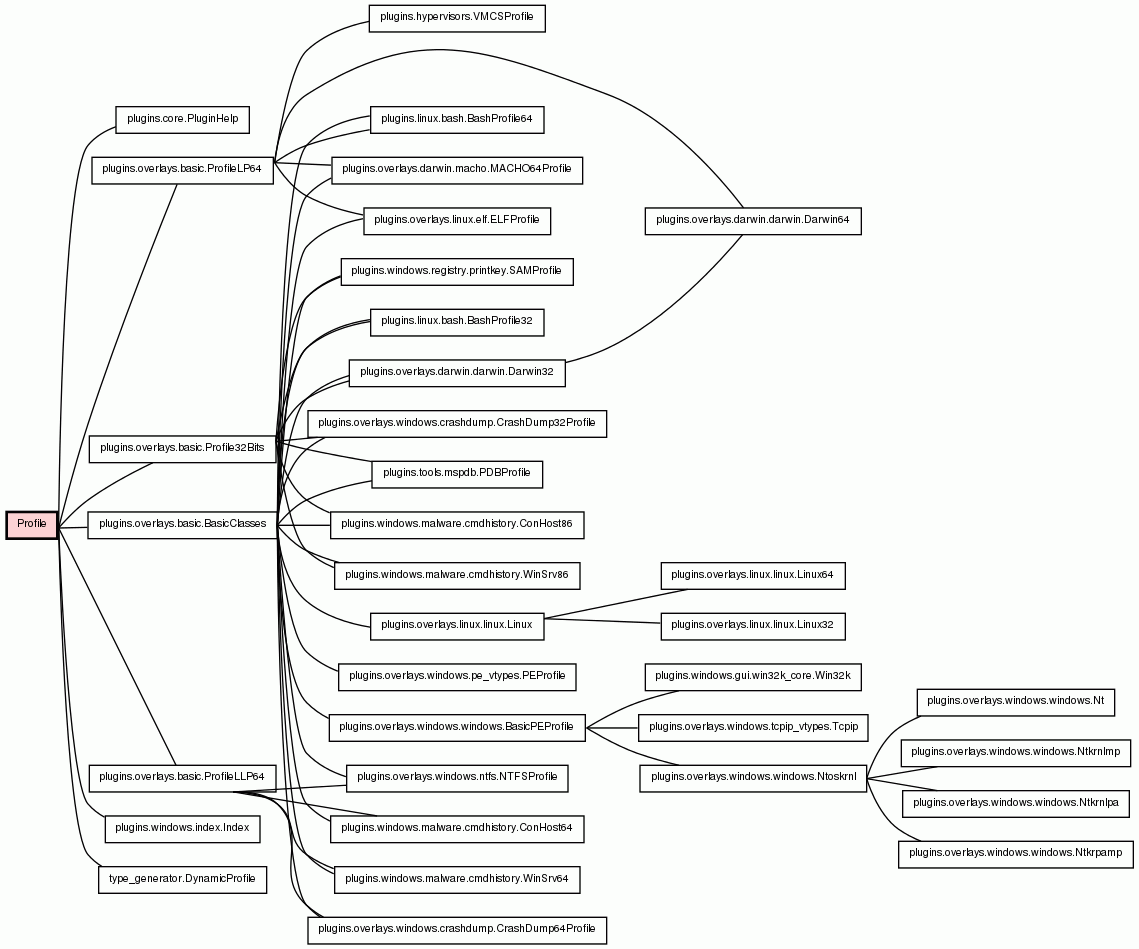 plugins.hypervisors.VMCSProfile
plugins.core.PluginHelp
plugins.linux.bash.BashProfile64
plugins.overlays.basic.ProfileLP64
plugins.overlays.darwin.macho.MACHO64Profile
plugins.overlays.linux.elf.ELFProfile
plugins.overlays.darwin.darwin.Darwin64
plugins.windows.registry.printkey.SAMProfile
plugins.linux.bash.BashProfile32
plugins.overlays.darwin.darwin.Darwin32
plugins.overlays.windows.crashdump.CrashDump32Profile
plugins.overlays.basic.Profile32Bits
plugins.tools.mspdb.PDBProfile
Profile
plugins.overlays.basic.BasicClasses
plugins.windows.malware.cmdhistory.ConHost86
plugins.windows.malware.cmdhistory.WinSrv86
plugins.overlays.linux.linux.Linux64
plugins.overlays.linux.linux.Linux
plugins.overlays.linux.linux.Linux32
plugins.overlays.windows.pe_vtypes.PEProfile
plugins.windows.gui.win32k_core.Win32k
plugins.overlays.windows.windows.Nt
plugins.overlays.windows.windows.BasicPEProfile
plugins.overlays.windows.tcpip_vtypes.Tcpip
plugins.overlays.windows.windows.Ntkrnlmp
plugins.overlays.basic.ProfileLLP64
plugins.overlays.windows.ntfs.NTFSProfile
plugins.overlays.windows.windows.Ntoskrnl
plugins.overlays.windows.windows.Ntkrnlpa
plugins.windows.index.Index
plugins.windows.malware.cmdhistory.ConHost64
plugins.overlays.windows.windows.Ntkrpamp
type_generator.DynamicProfile
plugins.windows.malware.cmdhistory.WinSrv64
plugins.overlays.windows.crashdump.CrashDump64Profile